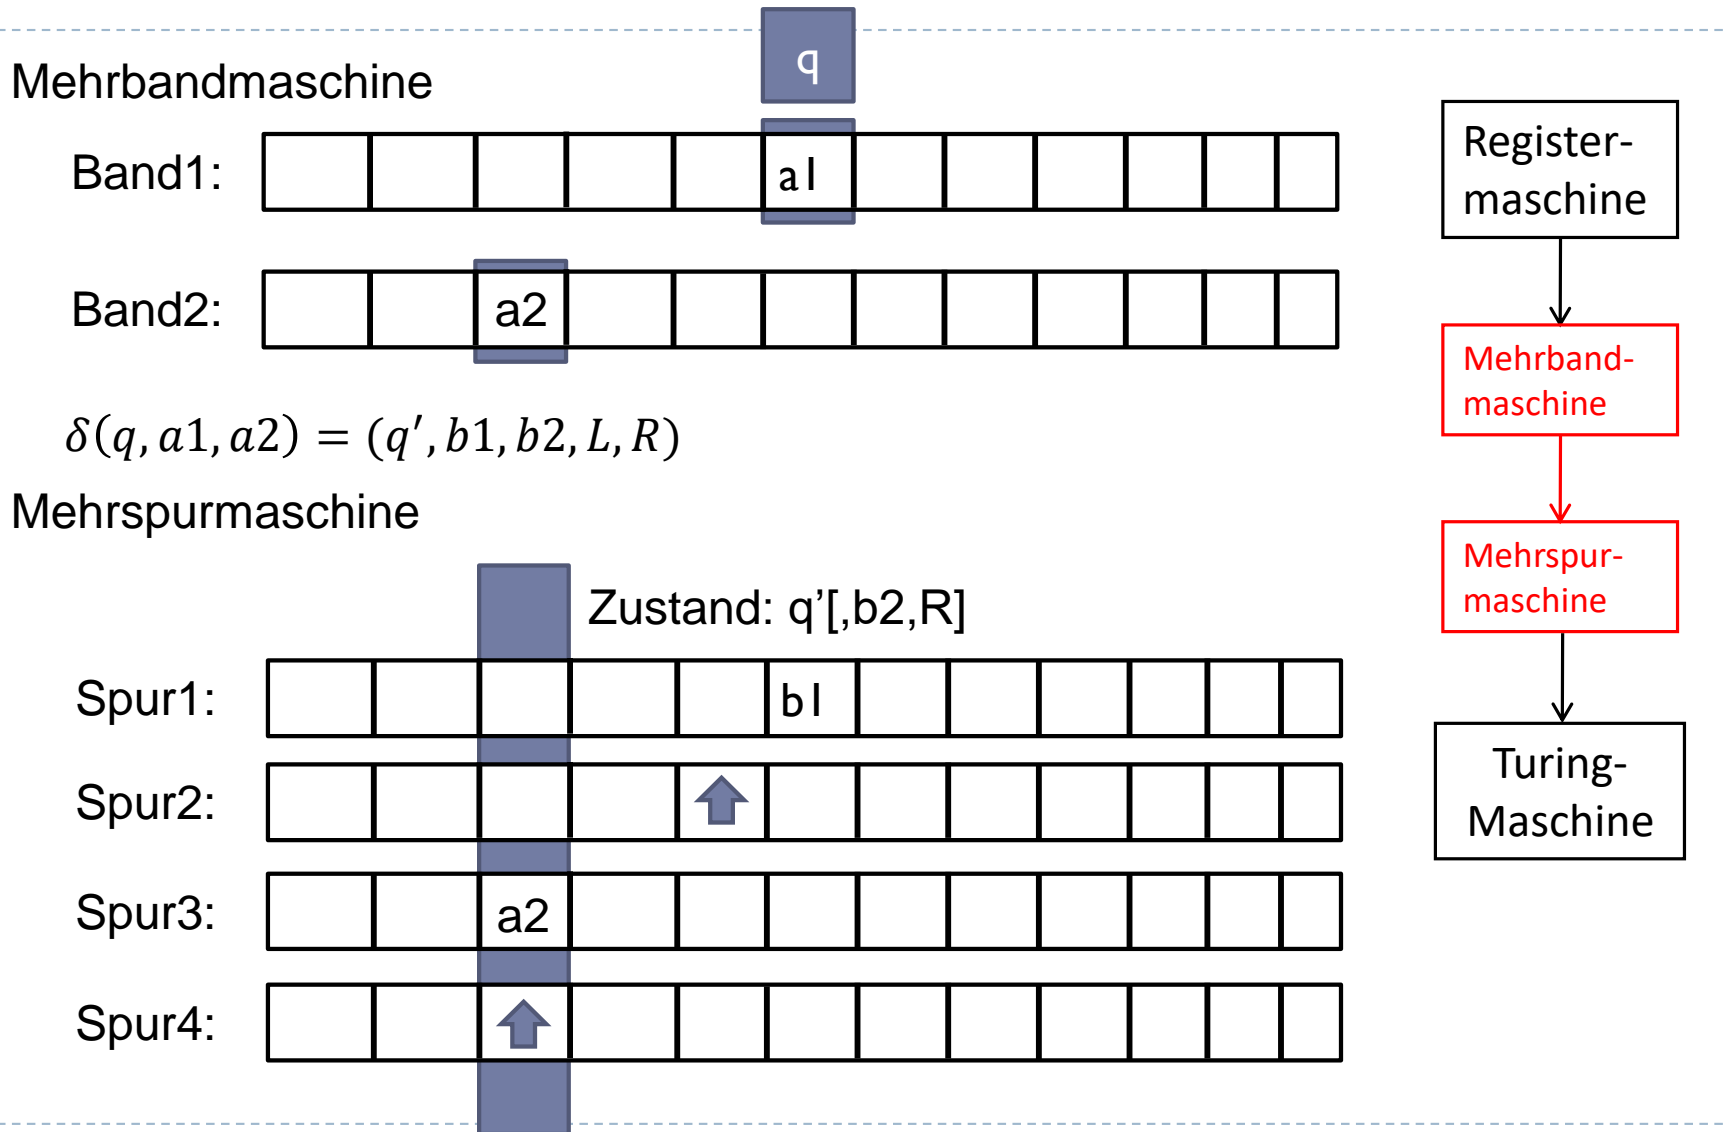 q
Mehrbandmaschine
Band1:
a1
Band2:
a2
δ(q, a1, a2) = (q′, b1, b2, L, R)
Mehrspurmaschine
Zustand: q’[,b2,R]
Spur1:
b1
Spur2:
Spur3:
a2
Spur4:
Register-
maschine
Mehrband-
maschine
Mehrspur-
maschine
Turing-
Maschine